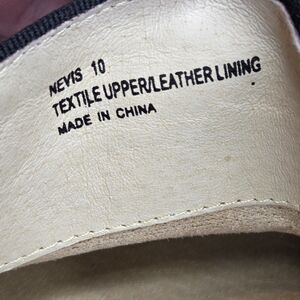 NEVIS 10
TEXTILE UPPER/LEATHER LINING
MADE IN CHINA